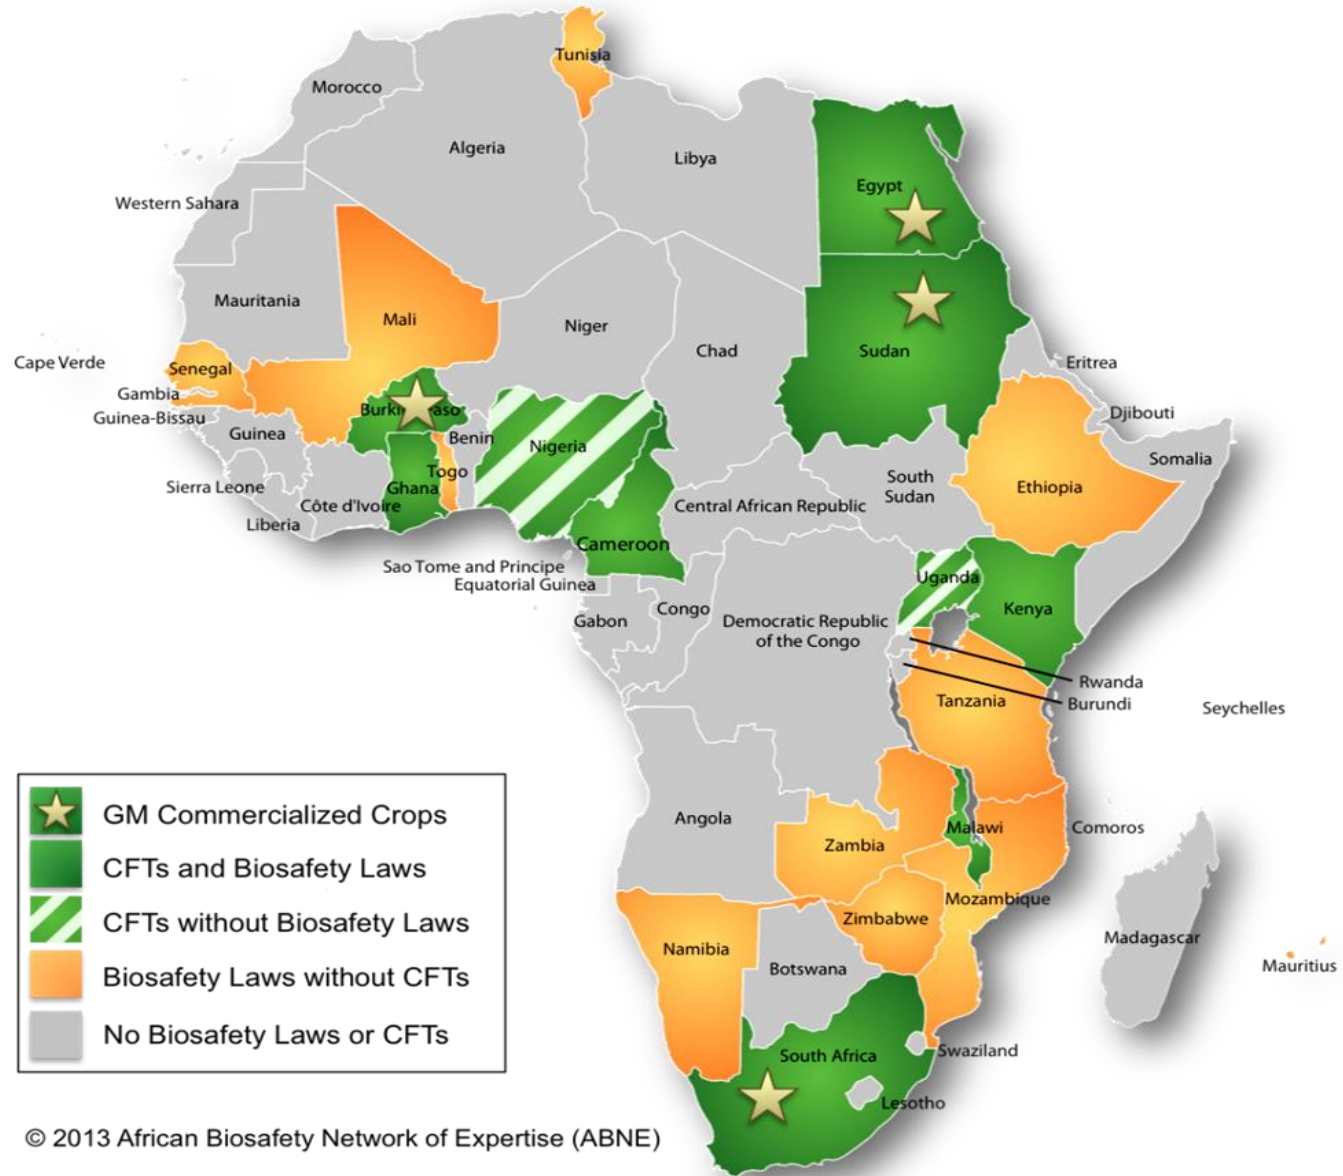 Tunisia
Morocco
Algeria
Libya
Egypt
Western Sahara
Mauritania
Mali
Niger
Chad
Sudan
Cape Verde
Senegal
Eritrea
Gambia
Guinea-Bissau
Djibouti
Guinea
Benin
Nigeria
Somalia
Togo
South
Sudan
Sierra Leone
Ghana
Ethiopia
Côte d'Ivoire
Central African Republic
Liberia
Cameroon
Sao Tome and Principe
Equatorial Guinea
Uganda
Gabon
Congo
Democratic Republic
of the Congo
Kenya
Rwanda
Burundi
Tanzania
Seychelles
Angola
Malawi
Comoros
Zambia
Mozambique
Zimbabwe
Madagascar
Namibia
Botswana
Mauritius
Swaziland
South Africa
Lesotho
GM Commercialized Crops
CFTs and Biosafety Laws
CFTs without Biosafety Laws
Biosafety Laws without CFTs
No Biosafety Laws or CFTs
© 2013 African Biosafety Network of Expertise (ABNE)